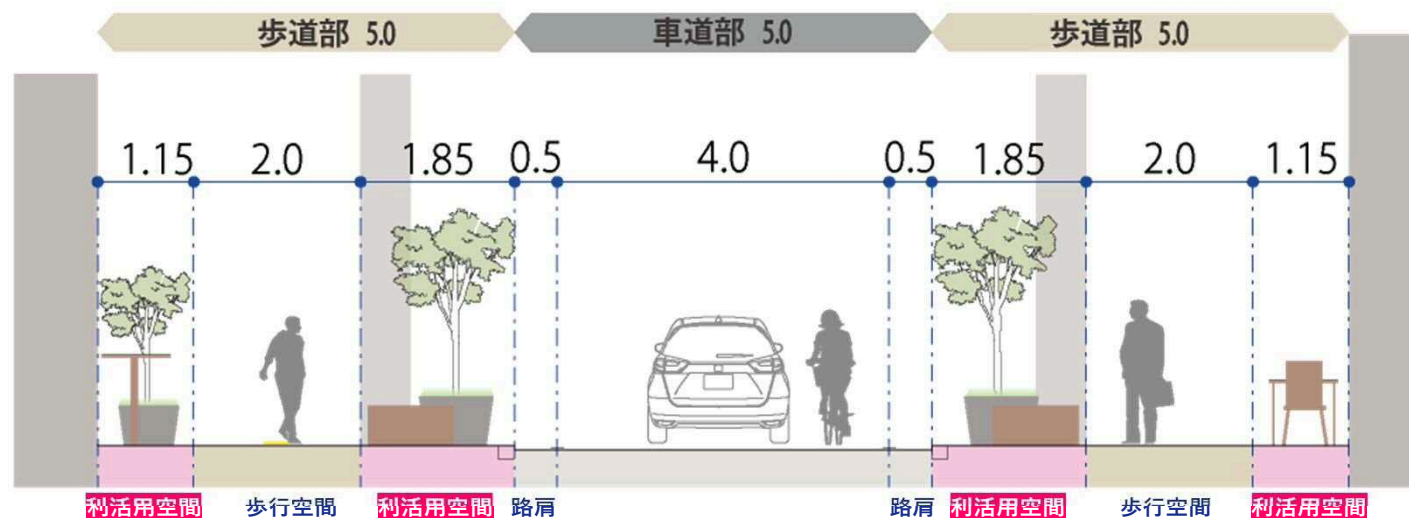 歩道部 5.0 車道部 5.0 歩道部 5.0
1.15 2.0 1.85 0.5 4.0 0.5 1.85 2.0 1.15
利活用空間 歩行空間 利活用空間 路肩 路肩 利活用空間 歩行空間 利活用空間